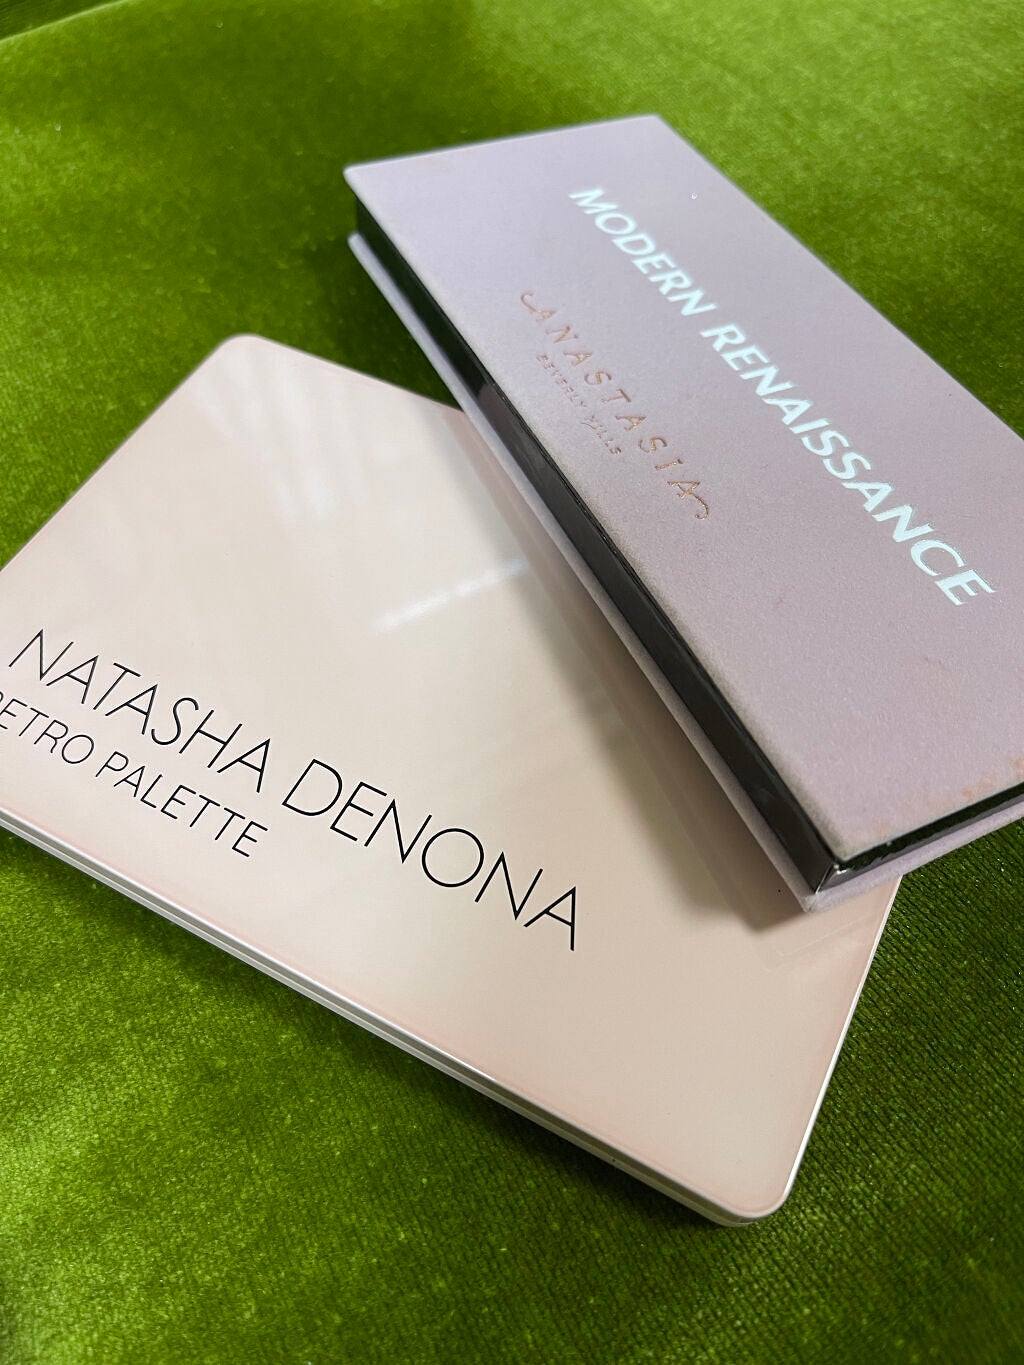 MODERN RENAISSANCE
ANASTASIA
BEVERLY HILLS
NATASHA DENONA
RETRO PALETTE